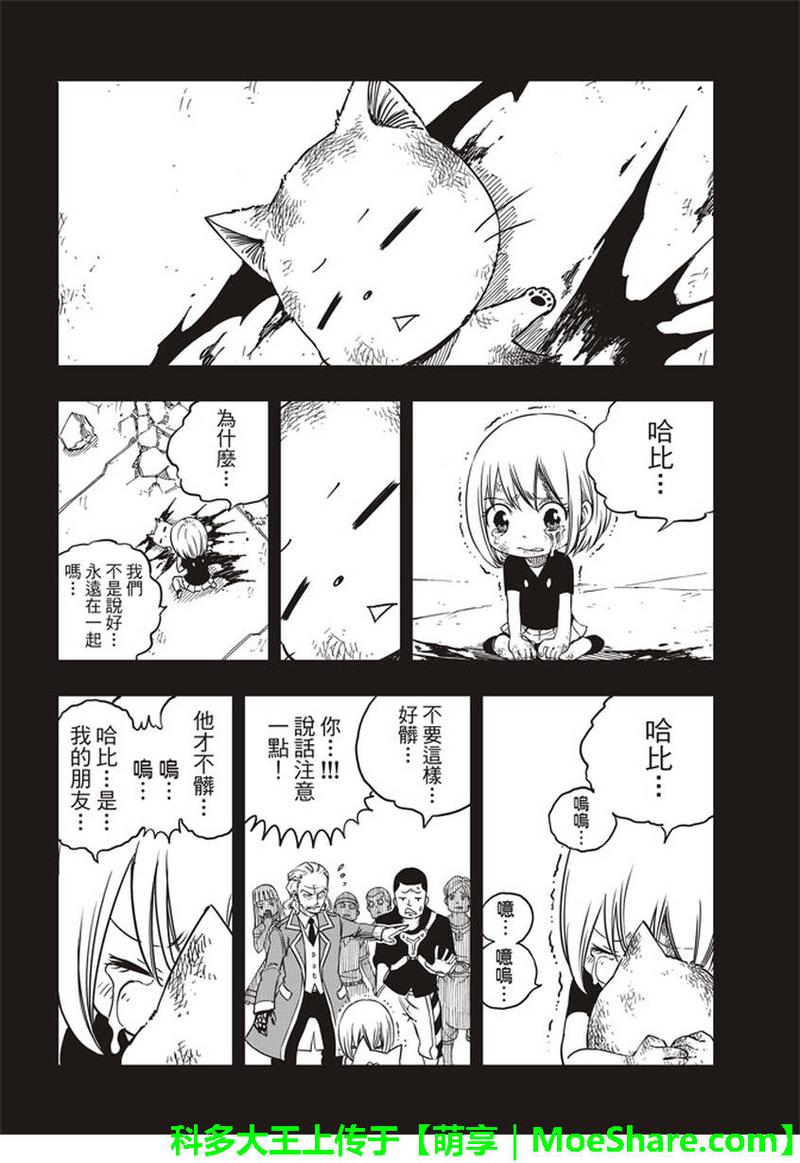 哈比…
為什麼…
我們
不是說好…
永遠在一起
嗎…
哈比…
嗚
嗚…
噫…
噫嗚…
不要這樣…
好髒…
你…!!!
說話注意
一點！
他才不髒…
嗚…
嗚…
哈比…是…
我的朋友…
科多大王上传于【萌享｜MoeShare.com】